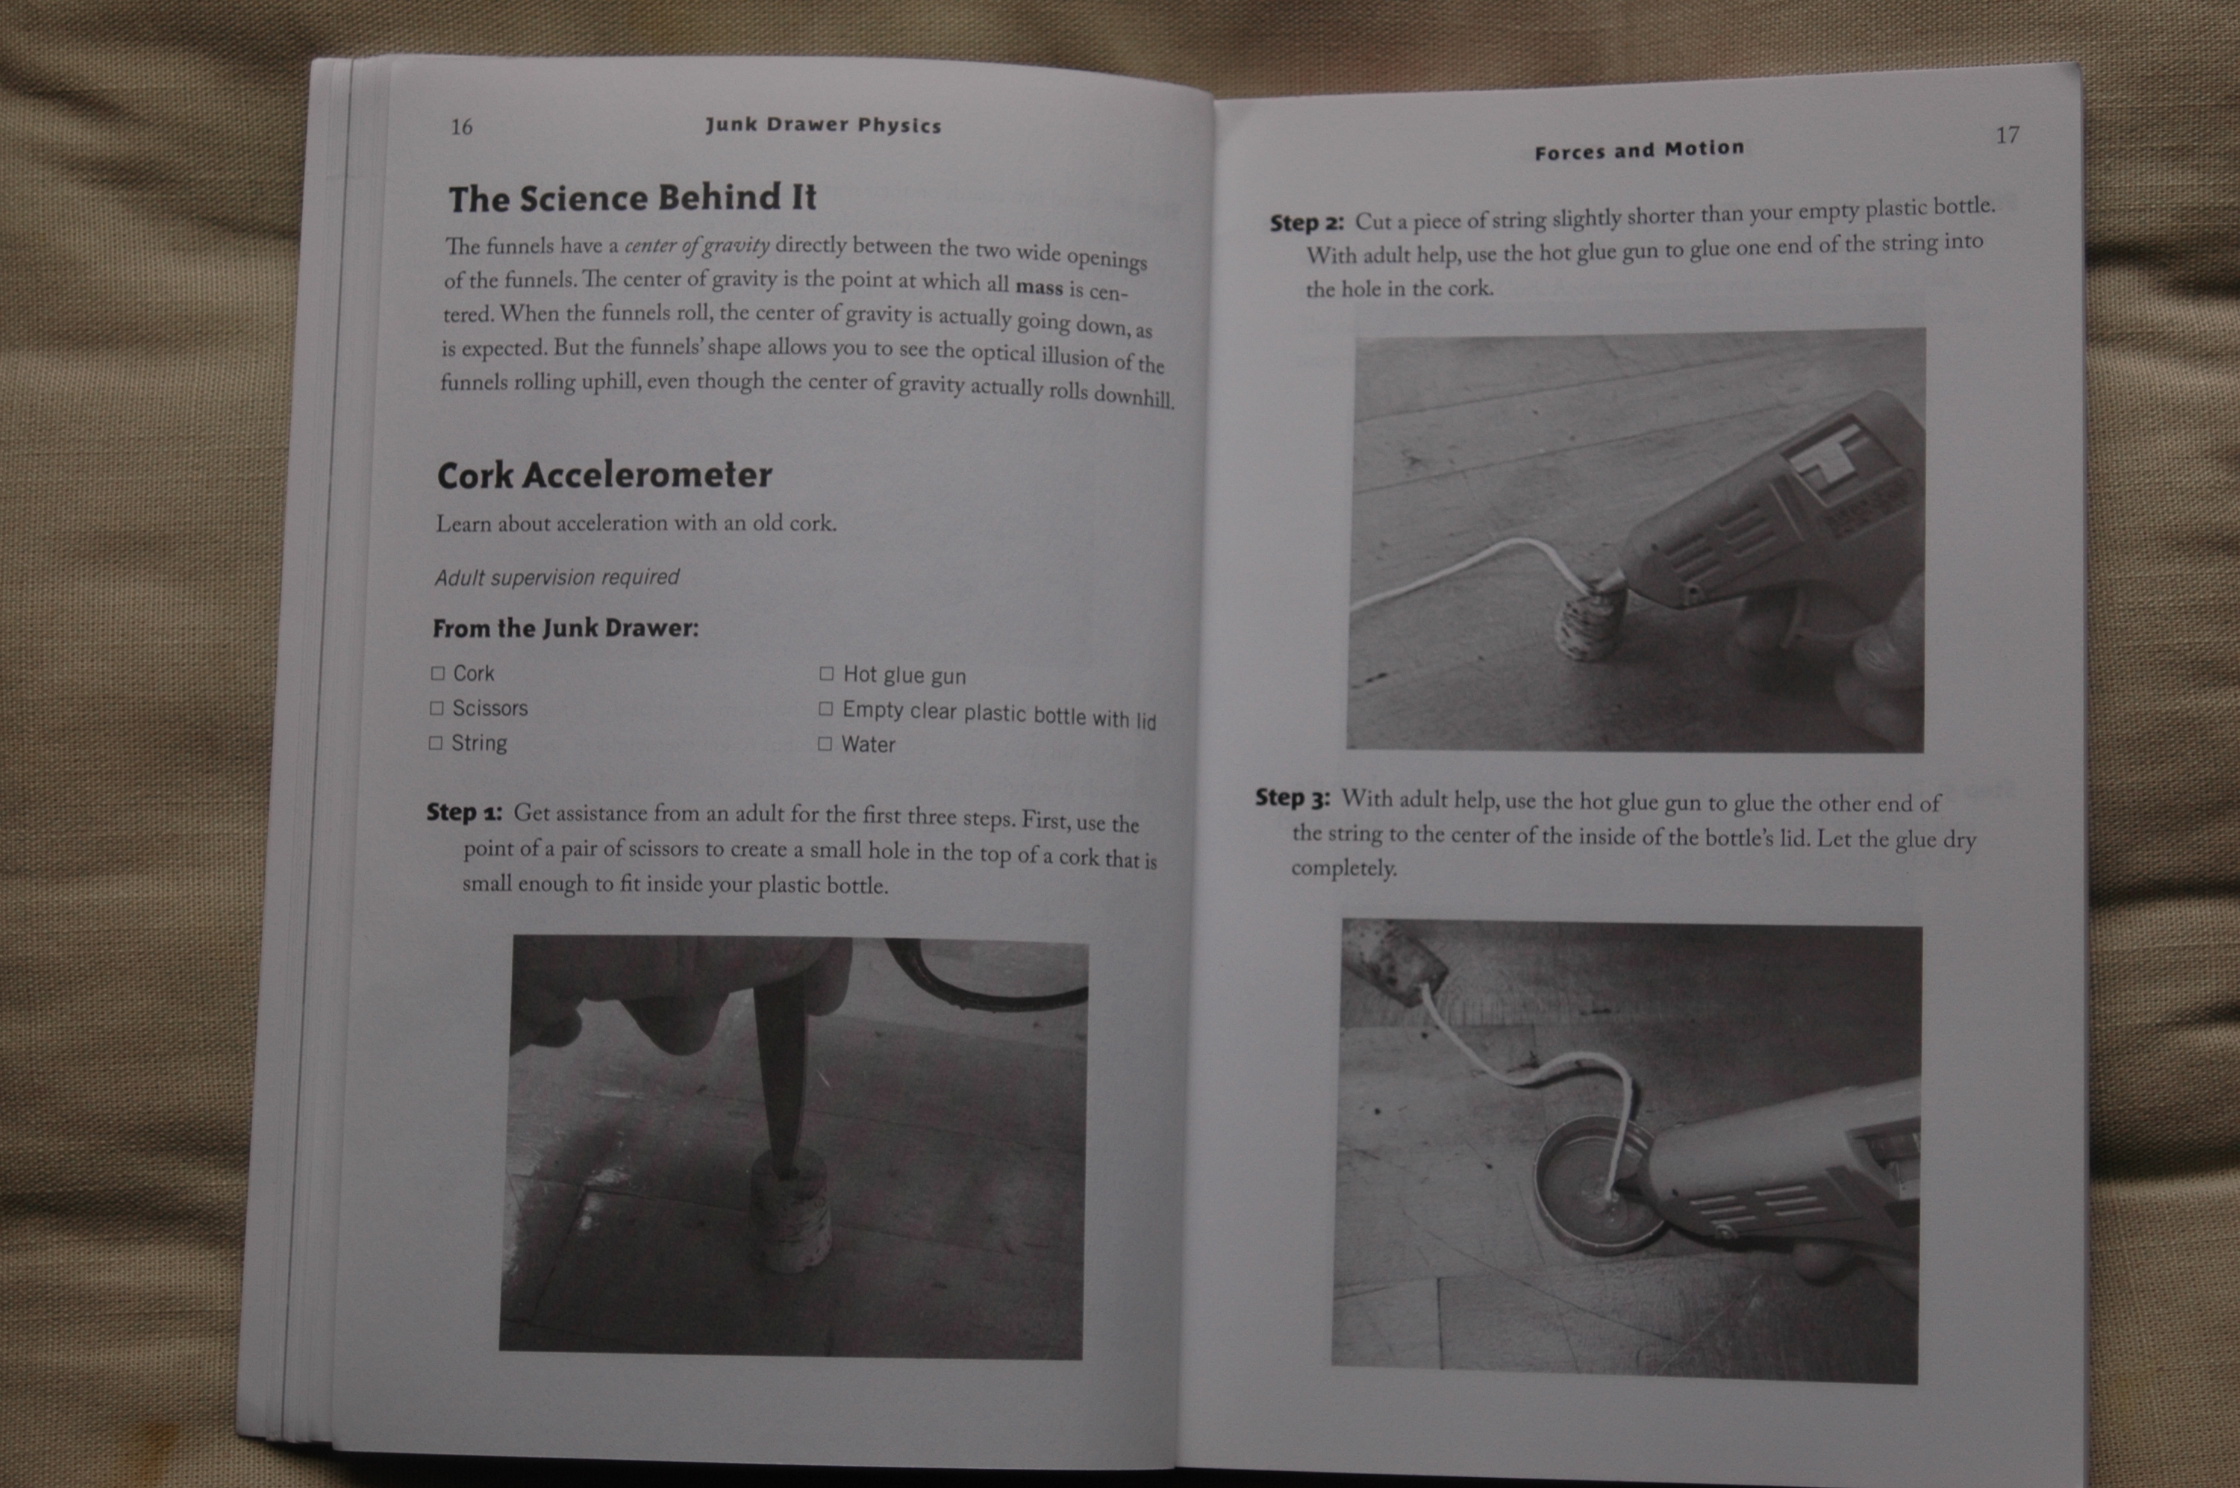 16
Junk Drawer Physics
The Science Behind It
The funnels have a center of gravity directly between the two wide openings
of the funnels. The center of gravity is the point at which all mass is cen-
tered. When the funnels roll, the center of gravity is actually going down, as
is expected. But the funnels' shape allows you to see the optical illusion of the
funnels rolling uphill, even though the center of gravity actually rolls downhill.
Cork Accelerometer
Learn about acceleration with an old cork.
Adult supervision required
From the Junk Drawer:
☐ Cork
☐ Scissors
☐ String
☐ Hot glue gun
☐ Empty clear plastic bottle with lid
☐ Water
Step 1: Get assistance from an adult for the first three steps. First, use the
point of a pair of scissors to create a small hole in the top of a cork that is
small enough to fit inside your plastic bottle.
Forces and Motion
17
Step 2: Cut a piece of string slightly shorter than your empty plastic bottle.
With adult help, use the hot glue gun to glue one end of the string into
the hole in the cork.
Step 3: With adult help, use the hot glue gun to glue the other end of
the string to the center of the inside of the bottle's lid. Let the glue dry
completely.